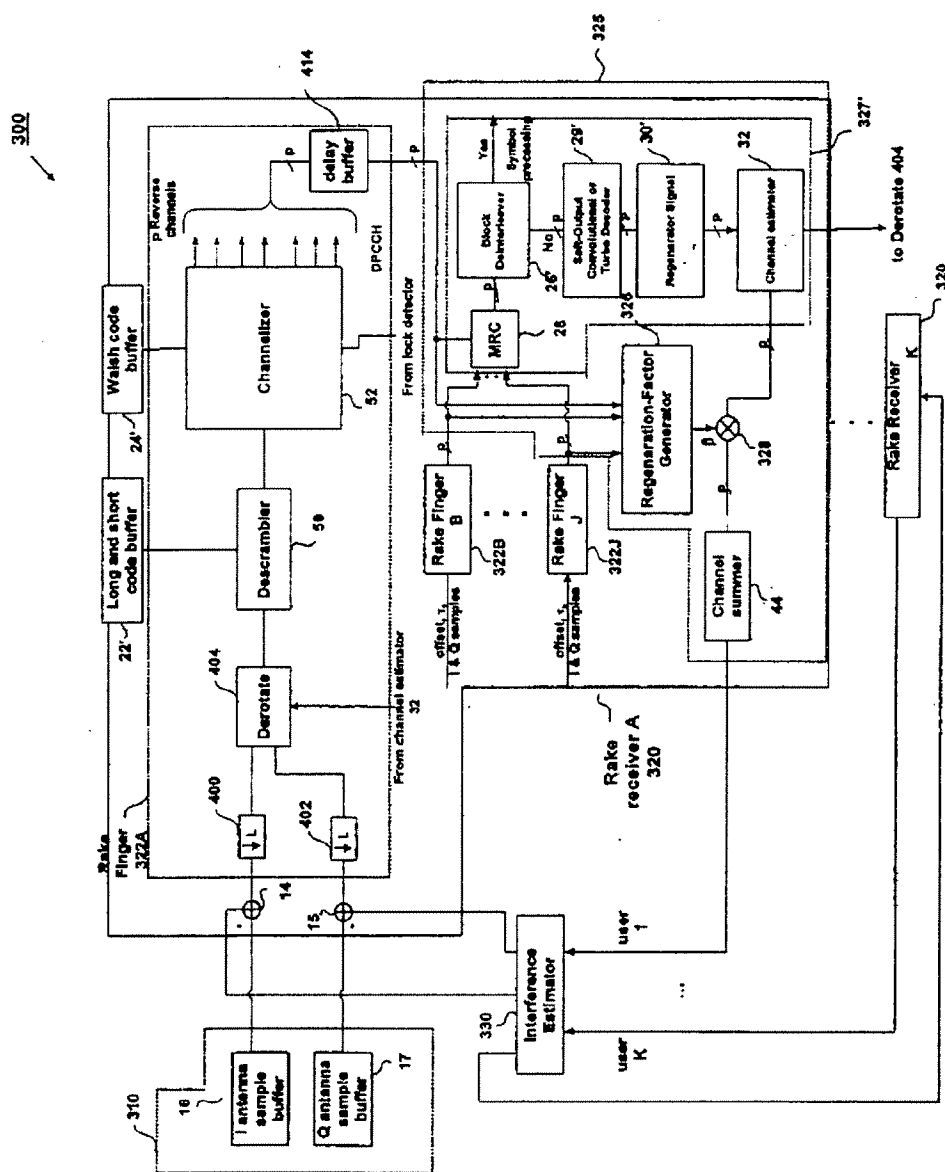 300
Long and short
code buffer
22'
Walsh code
buffer
24'
Rake
Finger
322A
400
L
402
L
Derotate
404
From channel estimator
32
Descrambler
50
Channelizer
52
From lock detector
p Reverse
channels
DPCCH
P
delay
buffer
414
P
325
310
I antenna
sample
buffer
16
Q antenna
sample
buffer
17
14
15
Interference
Estimator
330
user
1
...
user
K
offset, τ,
I & Q samples
Rake Finger
B
322B
P
offset, τ,
I & Q samples
Rake Finger
J
322J
P
MRC
28
P
Block
Deinterleaver
26'
Yes
Symbol
processing
No
P
Soft-Output
Convolutional or
Turbo Decoder
29'
P
Regenerator Signal
30'
P
Channel estimator
32
327'
to Derotate 404
Regeneration-Factor
Generator
326
β
328
P
P
Channel
summer
44
Rake
receiver A
320
Rake Receiver
K
320